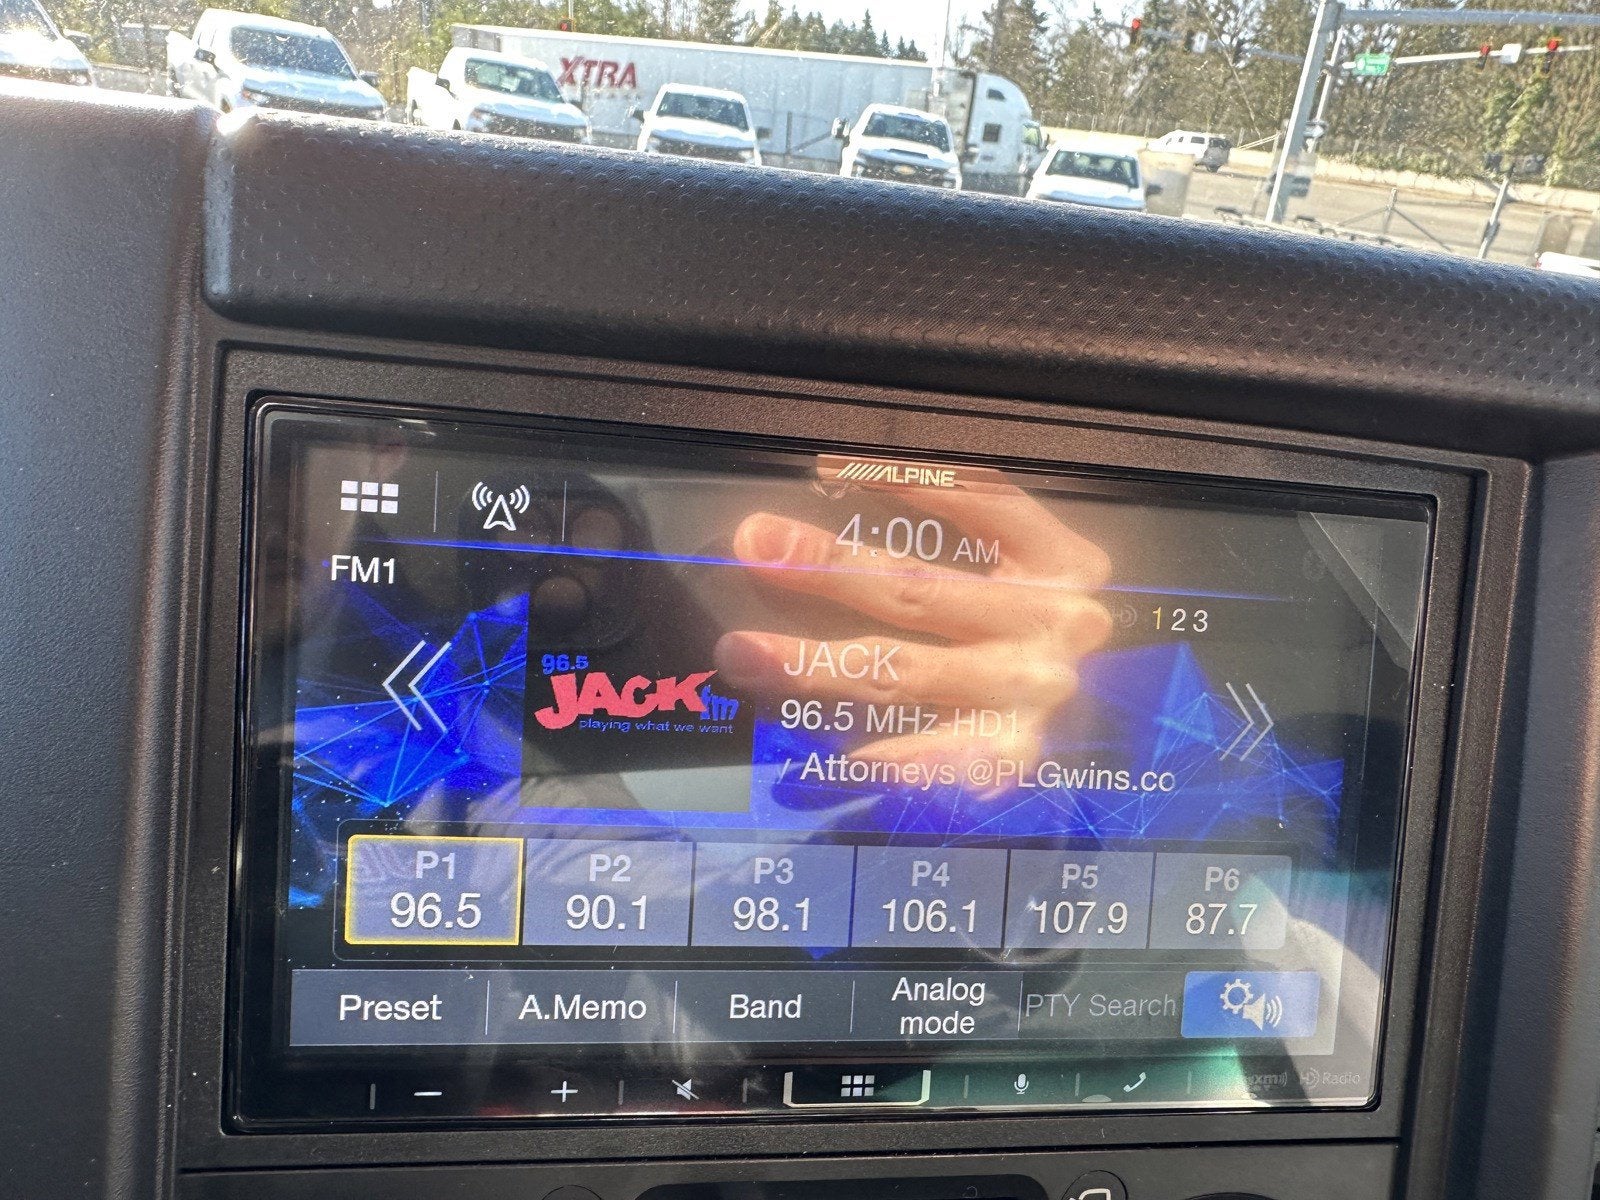 XTRA
ALPINE
4:00 AM
FM1
1 2 3
96.5
JACK fm
playing what we want
JACK
96.5 MHz-HD1
Attorneys @PLGwins.co
P1 P2 P3 P4 P5 P6
96.5 90.1 98.1 106.1 107.9 87.7
Preset A.Memo Band Analog mode PTY Search
HD Radio